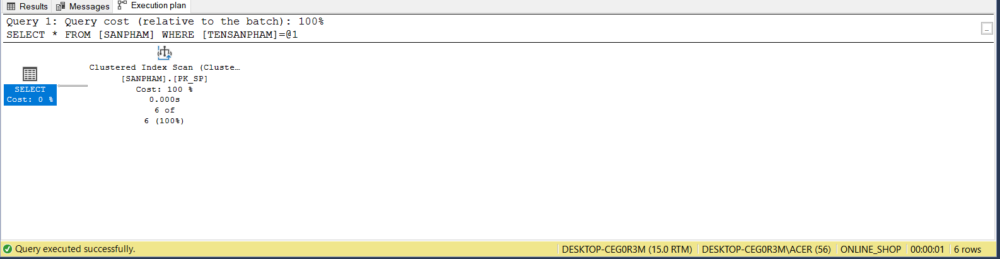 Results Messages Execution plan
Query 1: Query cost (relative to the batch): 100%
SELECT * FROM [SANPHAM] WHERE [TENSANPHAM]=@1
Clustered Index Scan (Cluste…
[SANPHAM].[PK_SP]
Cost: 100 %
0.000s
6 of
6 (100%)
SELECT
Cost: 0 %
Query executed successfully. DESKTOP-CEG0R3M (15.0 RTM) DESKTOP-CEG0R3M\ACER (56) ONLINE_SHOP 00:00:01 6 rows